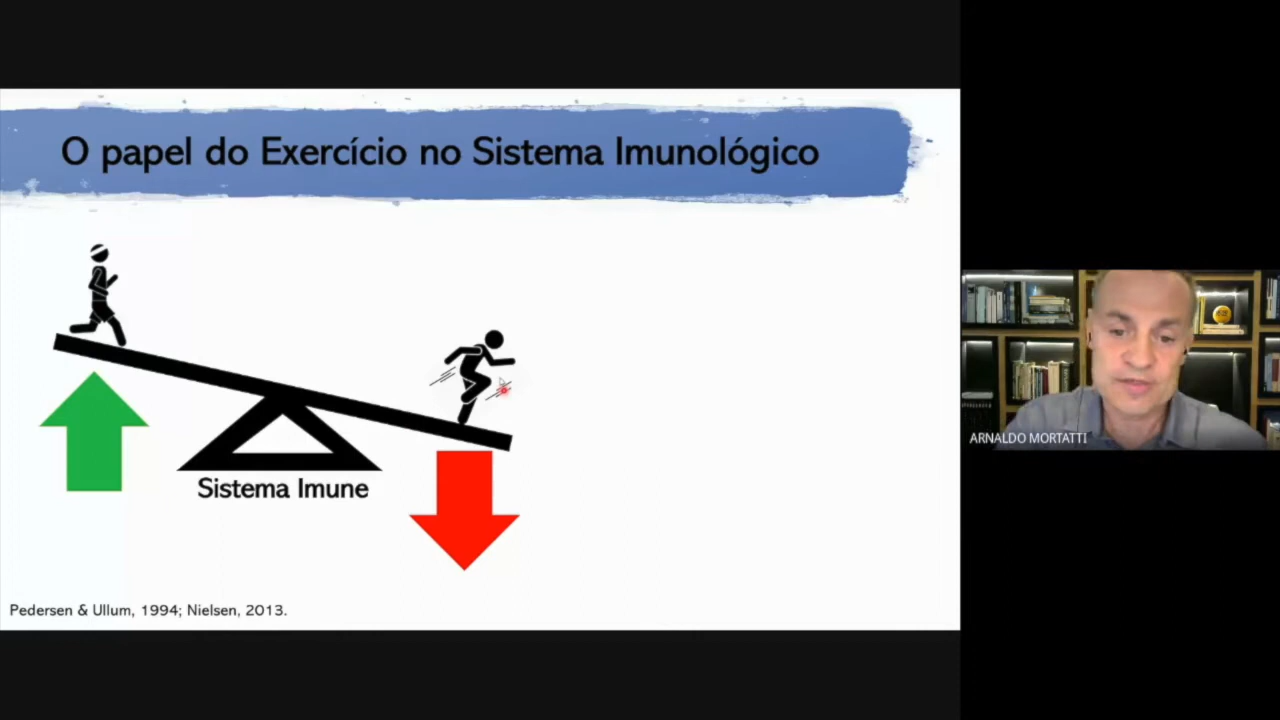 O papel do Exercício no Sistema Imunológico
Sistema Imune
Pedersen & Ullum, 1994; Nielsen, 2013.
ARNALDO MORTATTI